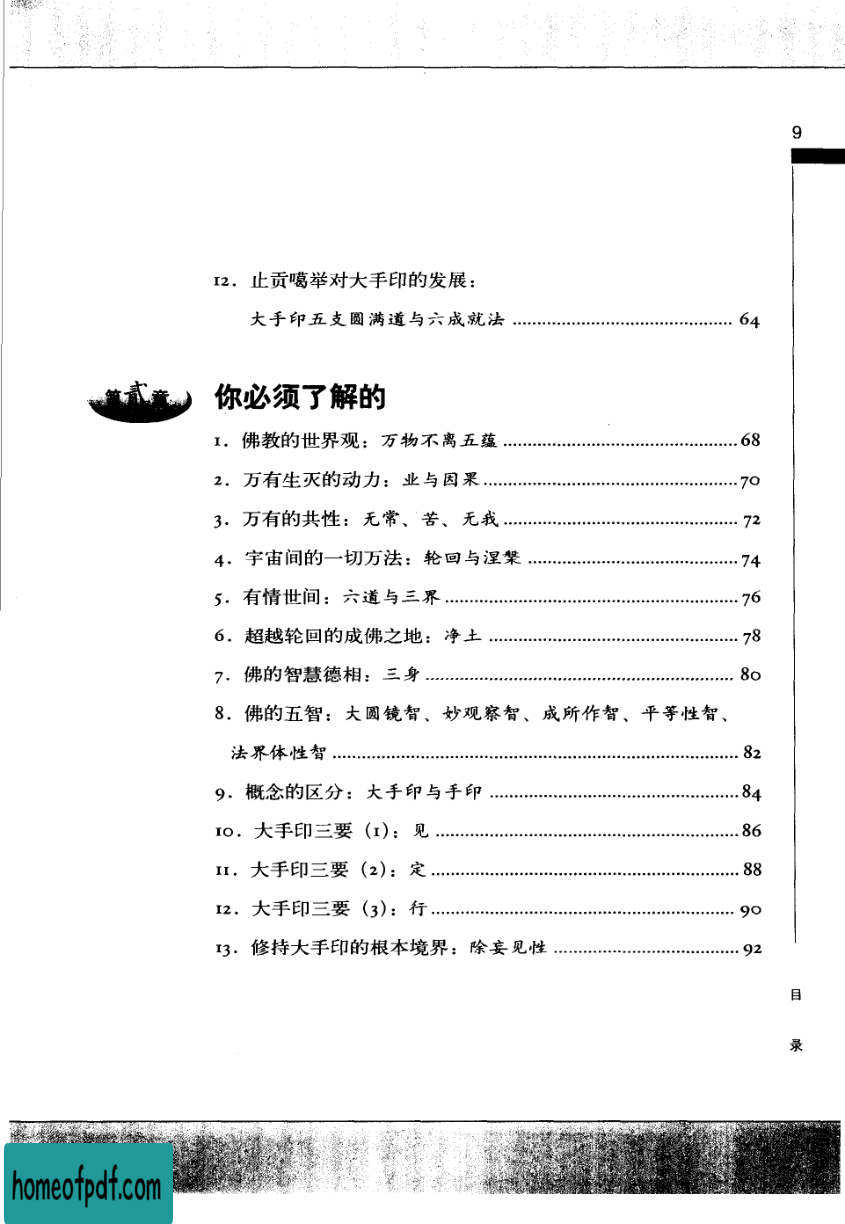 9
12. 止贡噶举对大手印的发展:
大手印五支圆满道与六成就法 ............................................. 64
第贰章 你必须了解的
1. 佛教的世界观: 万物不离五蕴 ................................................ 68
2. 万有生灭的动力: 业与因果 .................................................... 70
3. 万有的共性: 无常、苦、无我 ................................................ 72
4. 宇宙间的一切万法: 轮回与涅槃 ........................................... 74
5. 有情世间: 六道与三界 ............................................................ 76
6. 超越轮回的成佛之地: 净土 ................................................... 78
7. 佛的智慧德相: 三身 ............................................................... 80
8. 佛的五智: 大圆镜智、妙观察智、成所作智、平等性智、
法界体性智 ................................................................................... 82
9. 概念的区分: 大手印与手印 ................................................... 84
10. 大手印三要 (1): 见 .............................................................. 86
11. 大手印三要 (2): 定 ............................................................... 88
12. 大手印三要 (3): 行 .............................................................. 90
13. 修持大手印的根本境界: 除妄见性 ...................................... 92
目
录
homeofpdf.com